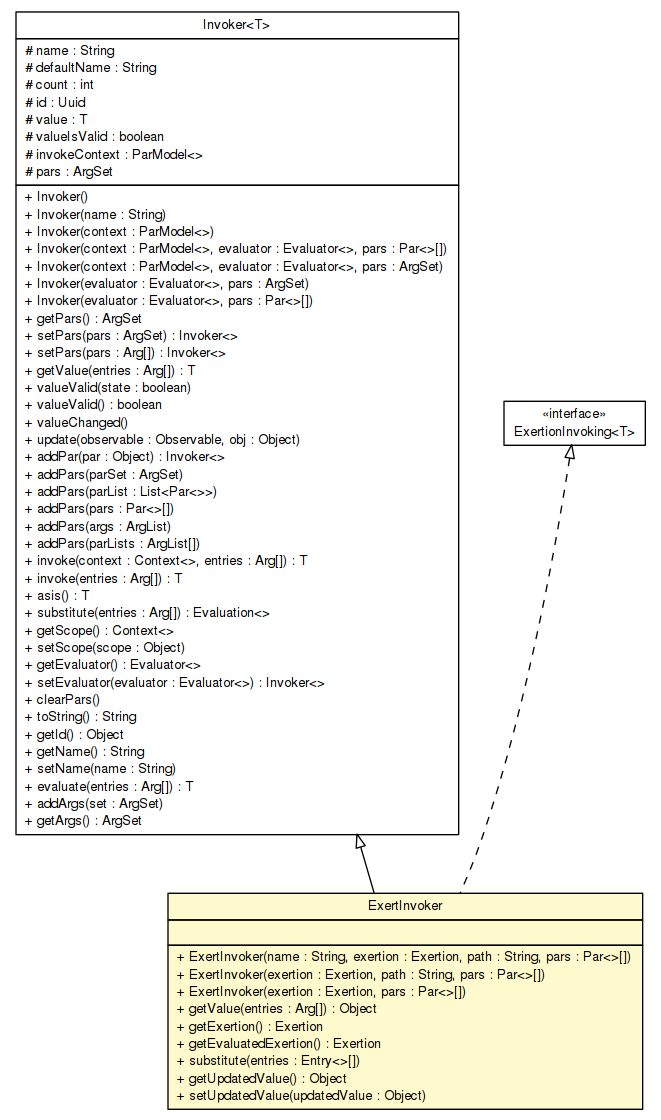 Invoker<T>
# name : String
# defaultName : String
# count : int
# id : Uuid
# value : T
# valueIsValid : boolean
# invokeContext : ParModel<>
# pars : ArgSet
+ Invoker()
+ Invoker(name : String)
+ Invoker(context : ParModel<>)
+ Invoker(context : ParModel<>, evaluator : Evaluator<>, pars : Par<>[])
+ Invoker(context : ParModel<>, evaluator : Evaluator<>, pars : ArgSet)
+ Invoker(evaluator : Evaluator<>, pars : ArgSet)
+ Invoker(evaluator : Evaluator<>, pars : Par<>[])
+ getPars() : ArgSet
+ setPars(pars : ArgSet) : Invoker<>
+ setPars(pars : Arg[]) : Invoker<>
+ getValue(entries : Arg[]) : T
+ valueValid(state : boolean)
+ valueValid() : boolean
+ valueChanged()
+ update(observable : Observable, obj : Object)
+ addPar(par : Object) : Invoker<>
+ addPars(parSet : ArgSet)
+ addPars(parList : List<Par<>>)
+ addPars(pars : Par<>[])
+ addPars(args : ArgList)
+ addPars(parLists : ArgList[])
+ invoke(context : Context<>, entries : Arg[]) : T
+ invoke(entries : Arg[]) : T
+ asis() : T
+ substitute(entries : Arg[]) : Evaluation<>
+ getScope() : Context<>
+ setScope(scope : Object)
+ getEvaluator() : Evaluator<>
+ setEvaluator(evaluator : Evaluator<>) : Invoker<>
+ clearPars()
+ toString() : String
+ getId() : Object
+ getName() : String
+ setName(name : String)
+ evaluate(entries : Arg[]) : T
+ addArgs(set : ArgSet)
+ getArgs() : ArgSet
«interface»
ExertionInvoking<T>
ExertInvoker
+ ExertInvoker(name : String, exertion : Exertion, path : String, pars : Par<>[])
+ ExertInvoker(exertion : Exertion, path : String, pars : Par<>[])
+ ExertInvoker(exertion : Exertion, pars : Par<>[])
+ getValue(entries : Arg[]) : Object
+ getExertion() : Exertion
+ getEvaluatedExertion() : Exertion
+ substitute(entries : Entry<>[])
+ getUpdatedValue() : Object
+ setUpdatedValue(updatedValue : Object)